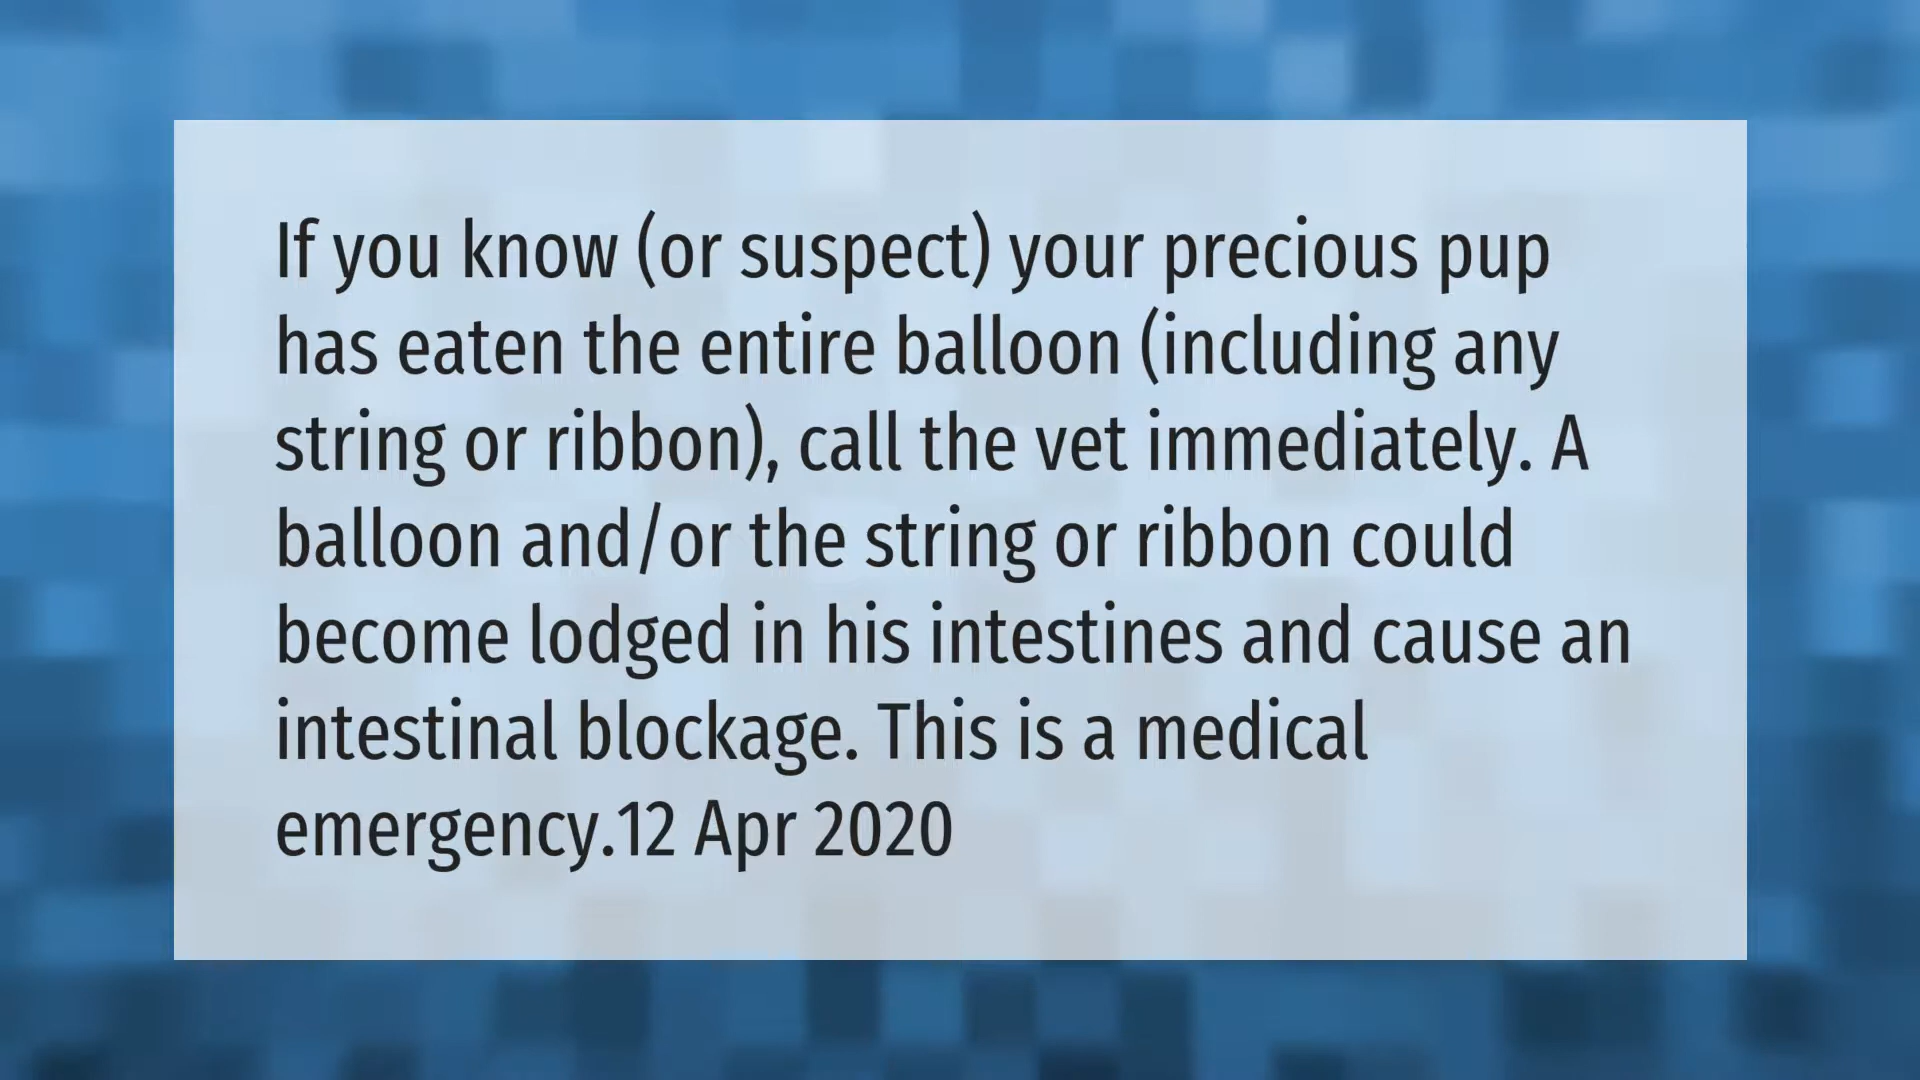 If you know (or suspect) your precious pup
has eaten the entire balloon (including any
string or ribbon), call the vet immediately. A
balloon and/or the string or ribbon could
become lodged in his intestines and cause an
intestinal blockage. This is a medical
emergency.12 Apr 2020